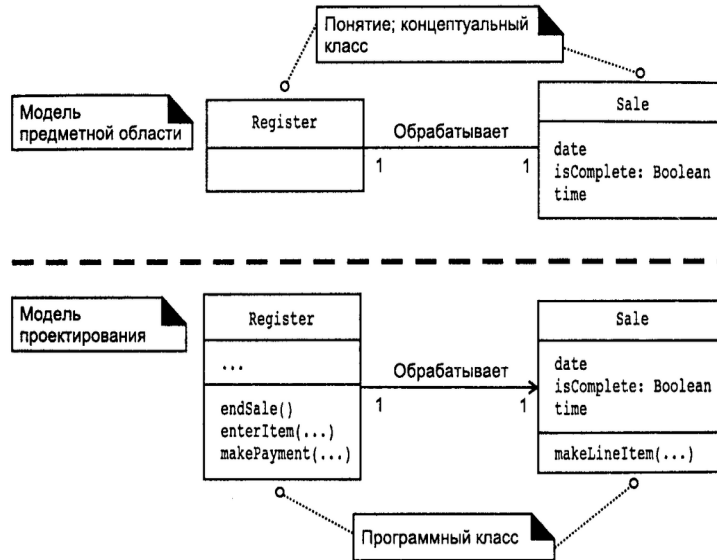 Понятие; концептуальный
класс
Модель
предметной области
Register
Обрабатывает
1
1
Sale
date
isComplete: Boolean
time
Модель
проектирования
Register
...
endSale()
enterItem(...)
makePayment(...)
Обрабатывает
1
1
Sale
date
isComplete: Boolean
time
makeLineItem(...)
Программный класс